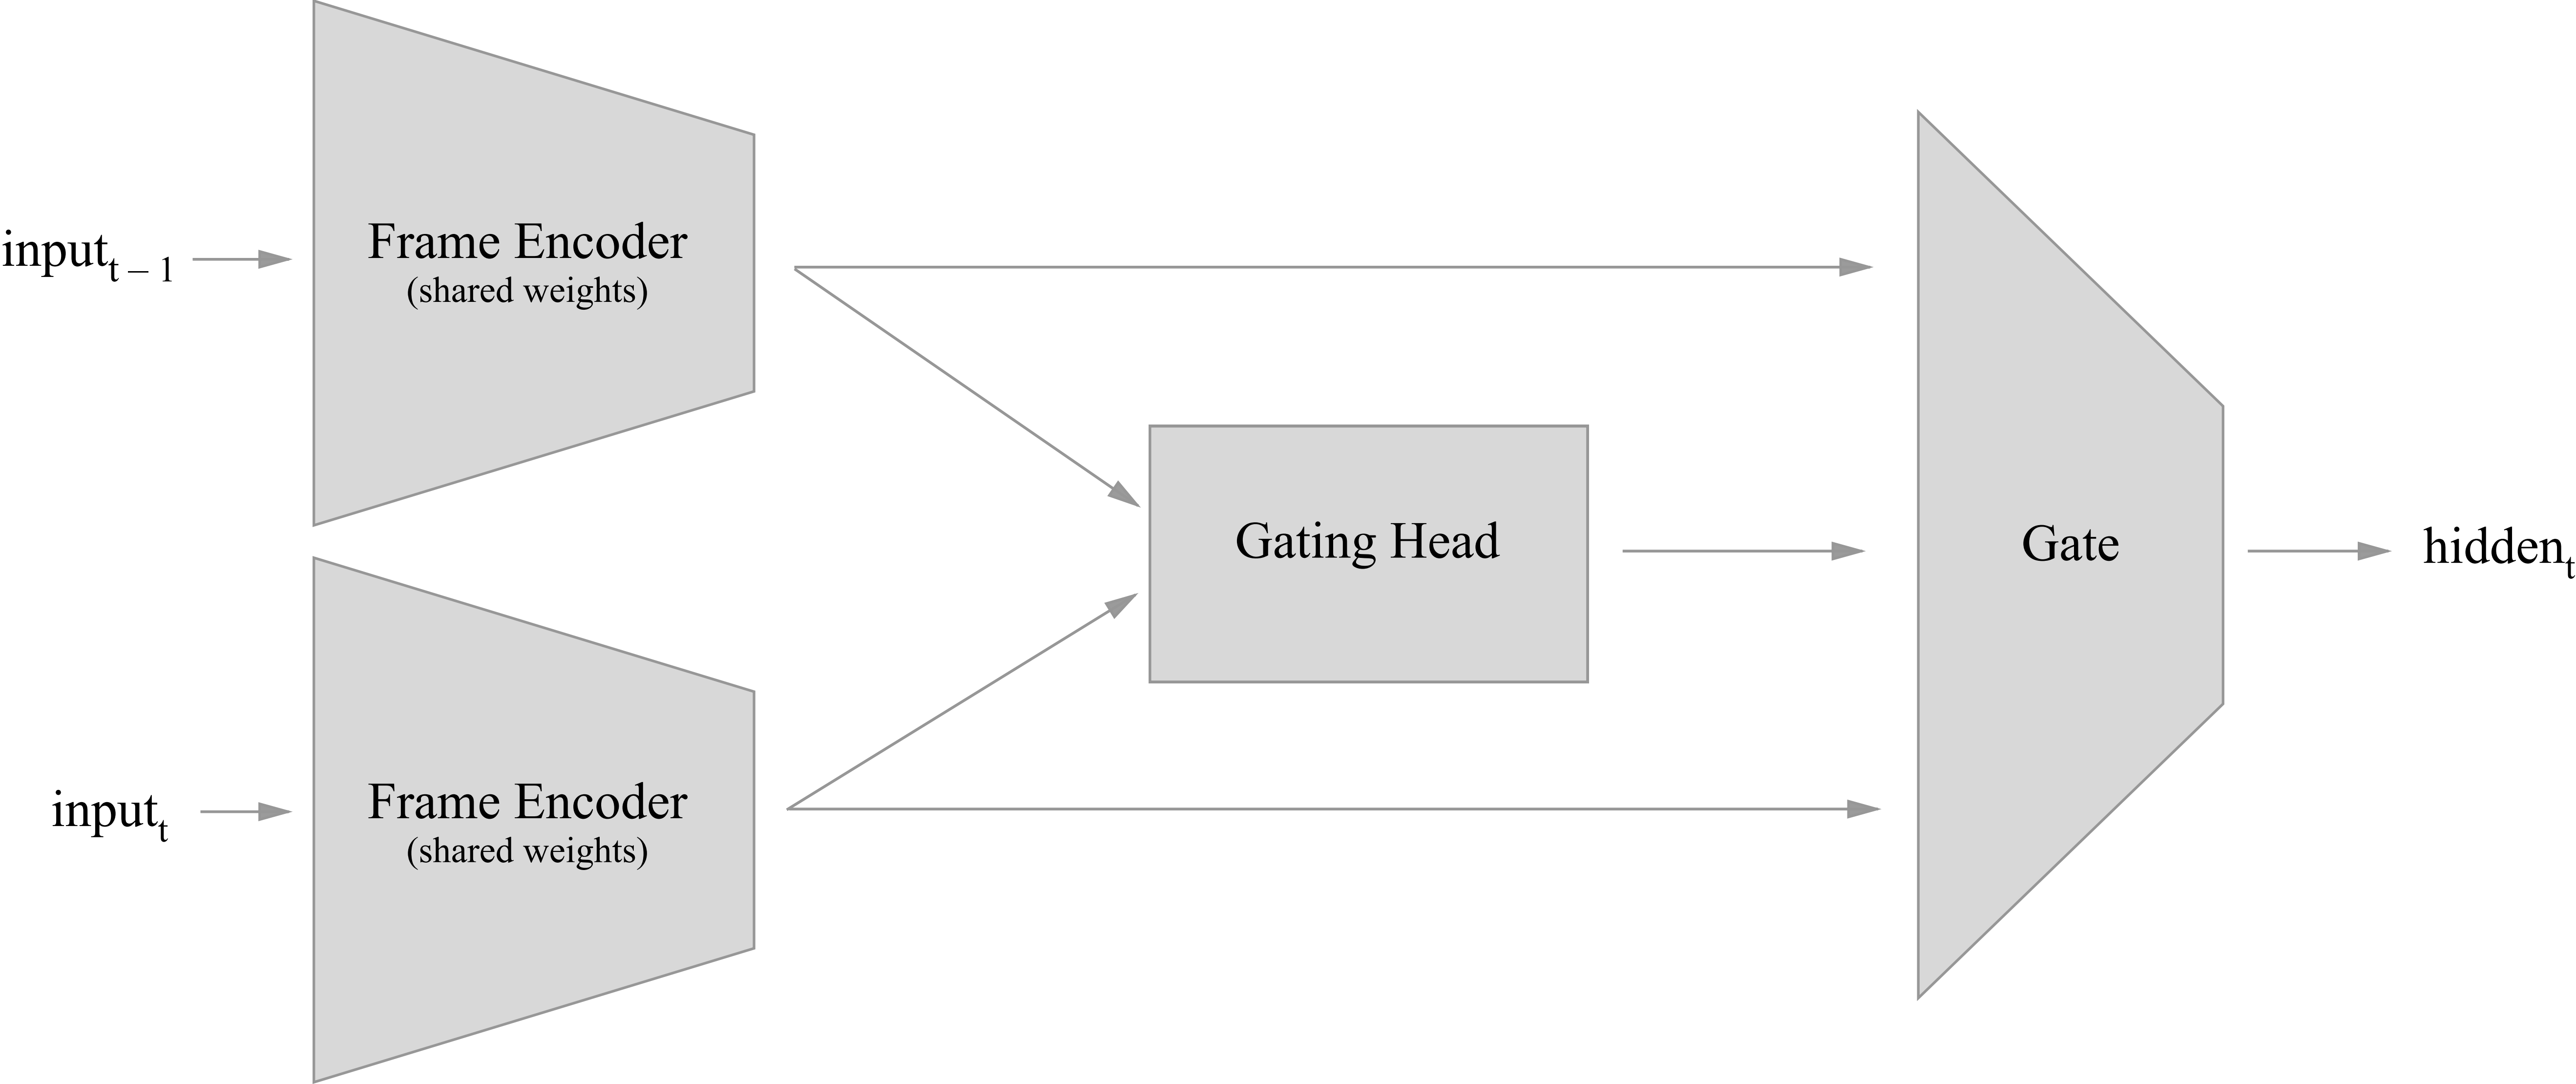 input_{t – 1}
Frame Encoder
(shared weights)
Gating Head
Gate
hidden_t
input_t
Frame Encoder
(shared weights)